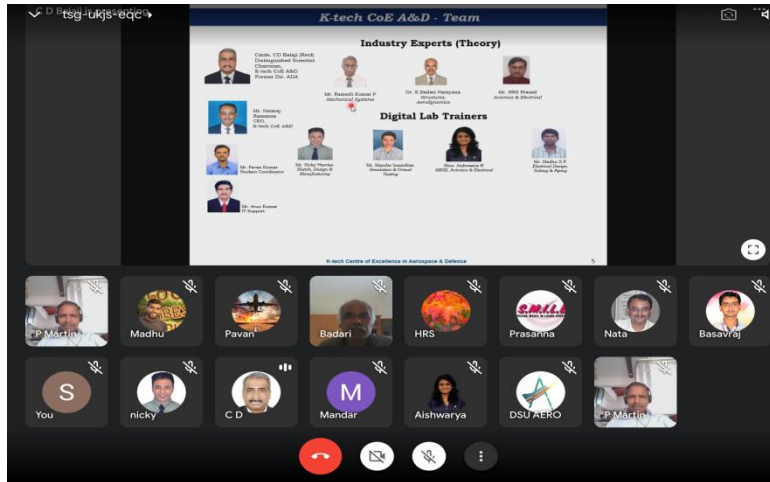 C D Balaji is presenting
tsg-ukjs-eqc
K-tech CoE A&D - Team
Industry Experts (Theory)
Cmde. CD Balaji (Retd)
Distinguished Scientist
Chairman,
K-tech CoE A&D
Former Dir. ADA
Mr. Ramesh Kumar P
Mechanical Systems
Dr. K Badari Narayana
Structures,
Aerodynamics
Mr. HRS Prasad
Avionics & Electrical
Mr. Nataraj
CEO,
K-tech CoE A&D
Digital Lab Trainers
Mr. Pavan Kumar
Student Coordinator
Mr. Nicky
Sketch, Design &
Manufacturing
Mr. Mandar
Simulation & Virtual
Testing
Miss. Aishwarya
MBSE, Avionics & Electrical
Mr. Madhu S R
Electrical Design,
Tubing & Piping
Mr. Arun Kumar
IT Support
K-tech Centre of Excellence in Aerospace & Defence
5
P Martin
Madhu
Pavan
Badari
HRS
Prasanna
Nata
Basavraj
S
You
nicky
C D
M
Mandar
Aishwarya
DSU AERO
P Martin